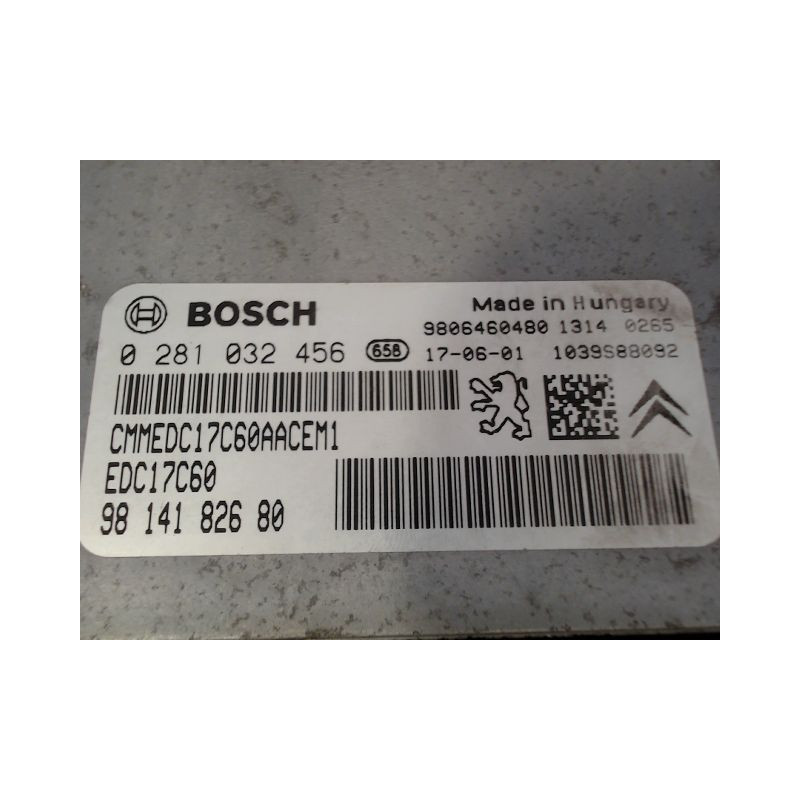 BOSCH
Made in Hungary
9806460480 1314 0265
0 281 032 456 658 17-06-01 1039S88092
CMMEDC17C60AACEM1
EDC17C60
98 141 826 80